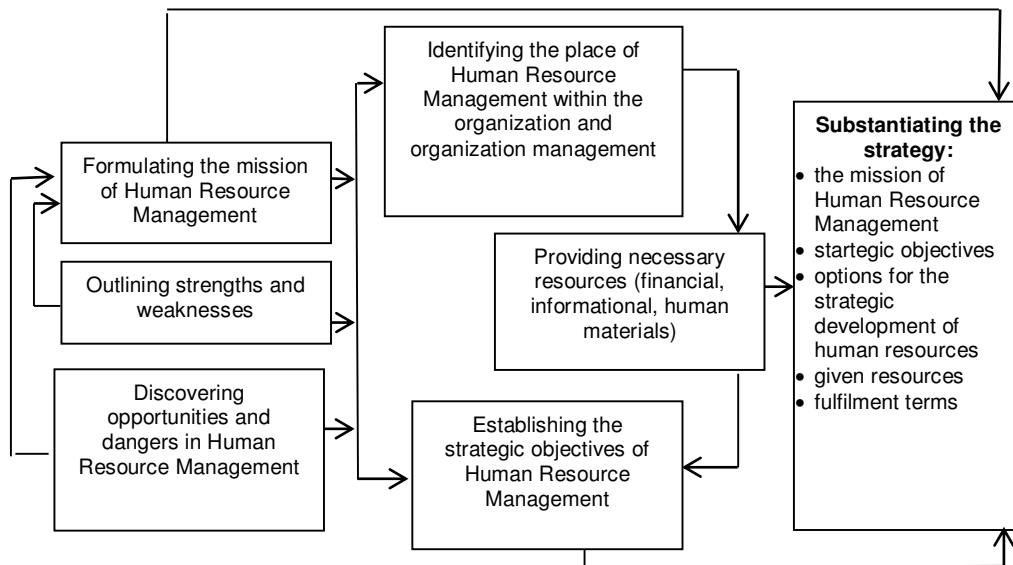 Formulating the mission
of Human Resource
Management
Outlining strengths and
weaknesses
Discovering
opportunities and
dangers in Human
Resource Management
Identifying the place of
Human Resource
Management within the
organization and
organization management
Providing necessary
resources (financial,
informational, human
materials)
Establishing the
strategic objectives of
Human Resource
Management
Substantiating the
strategy:
• the mission of
Human Resource
Management
• startegic objectives
• options for the
strategic
development of
human resources
• given resources
• fulfilment terms